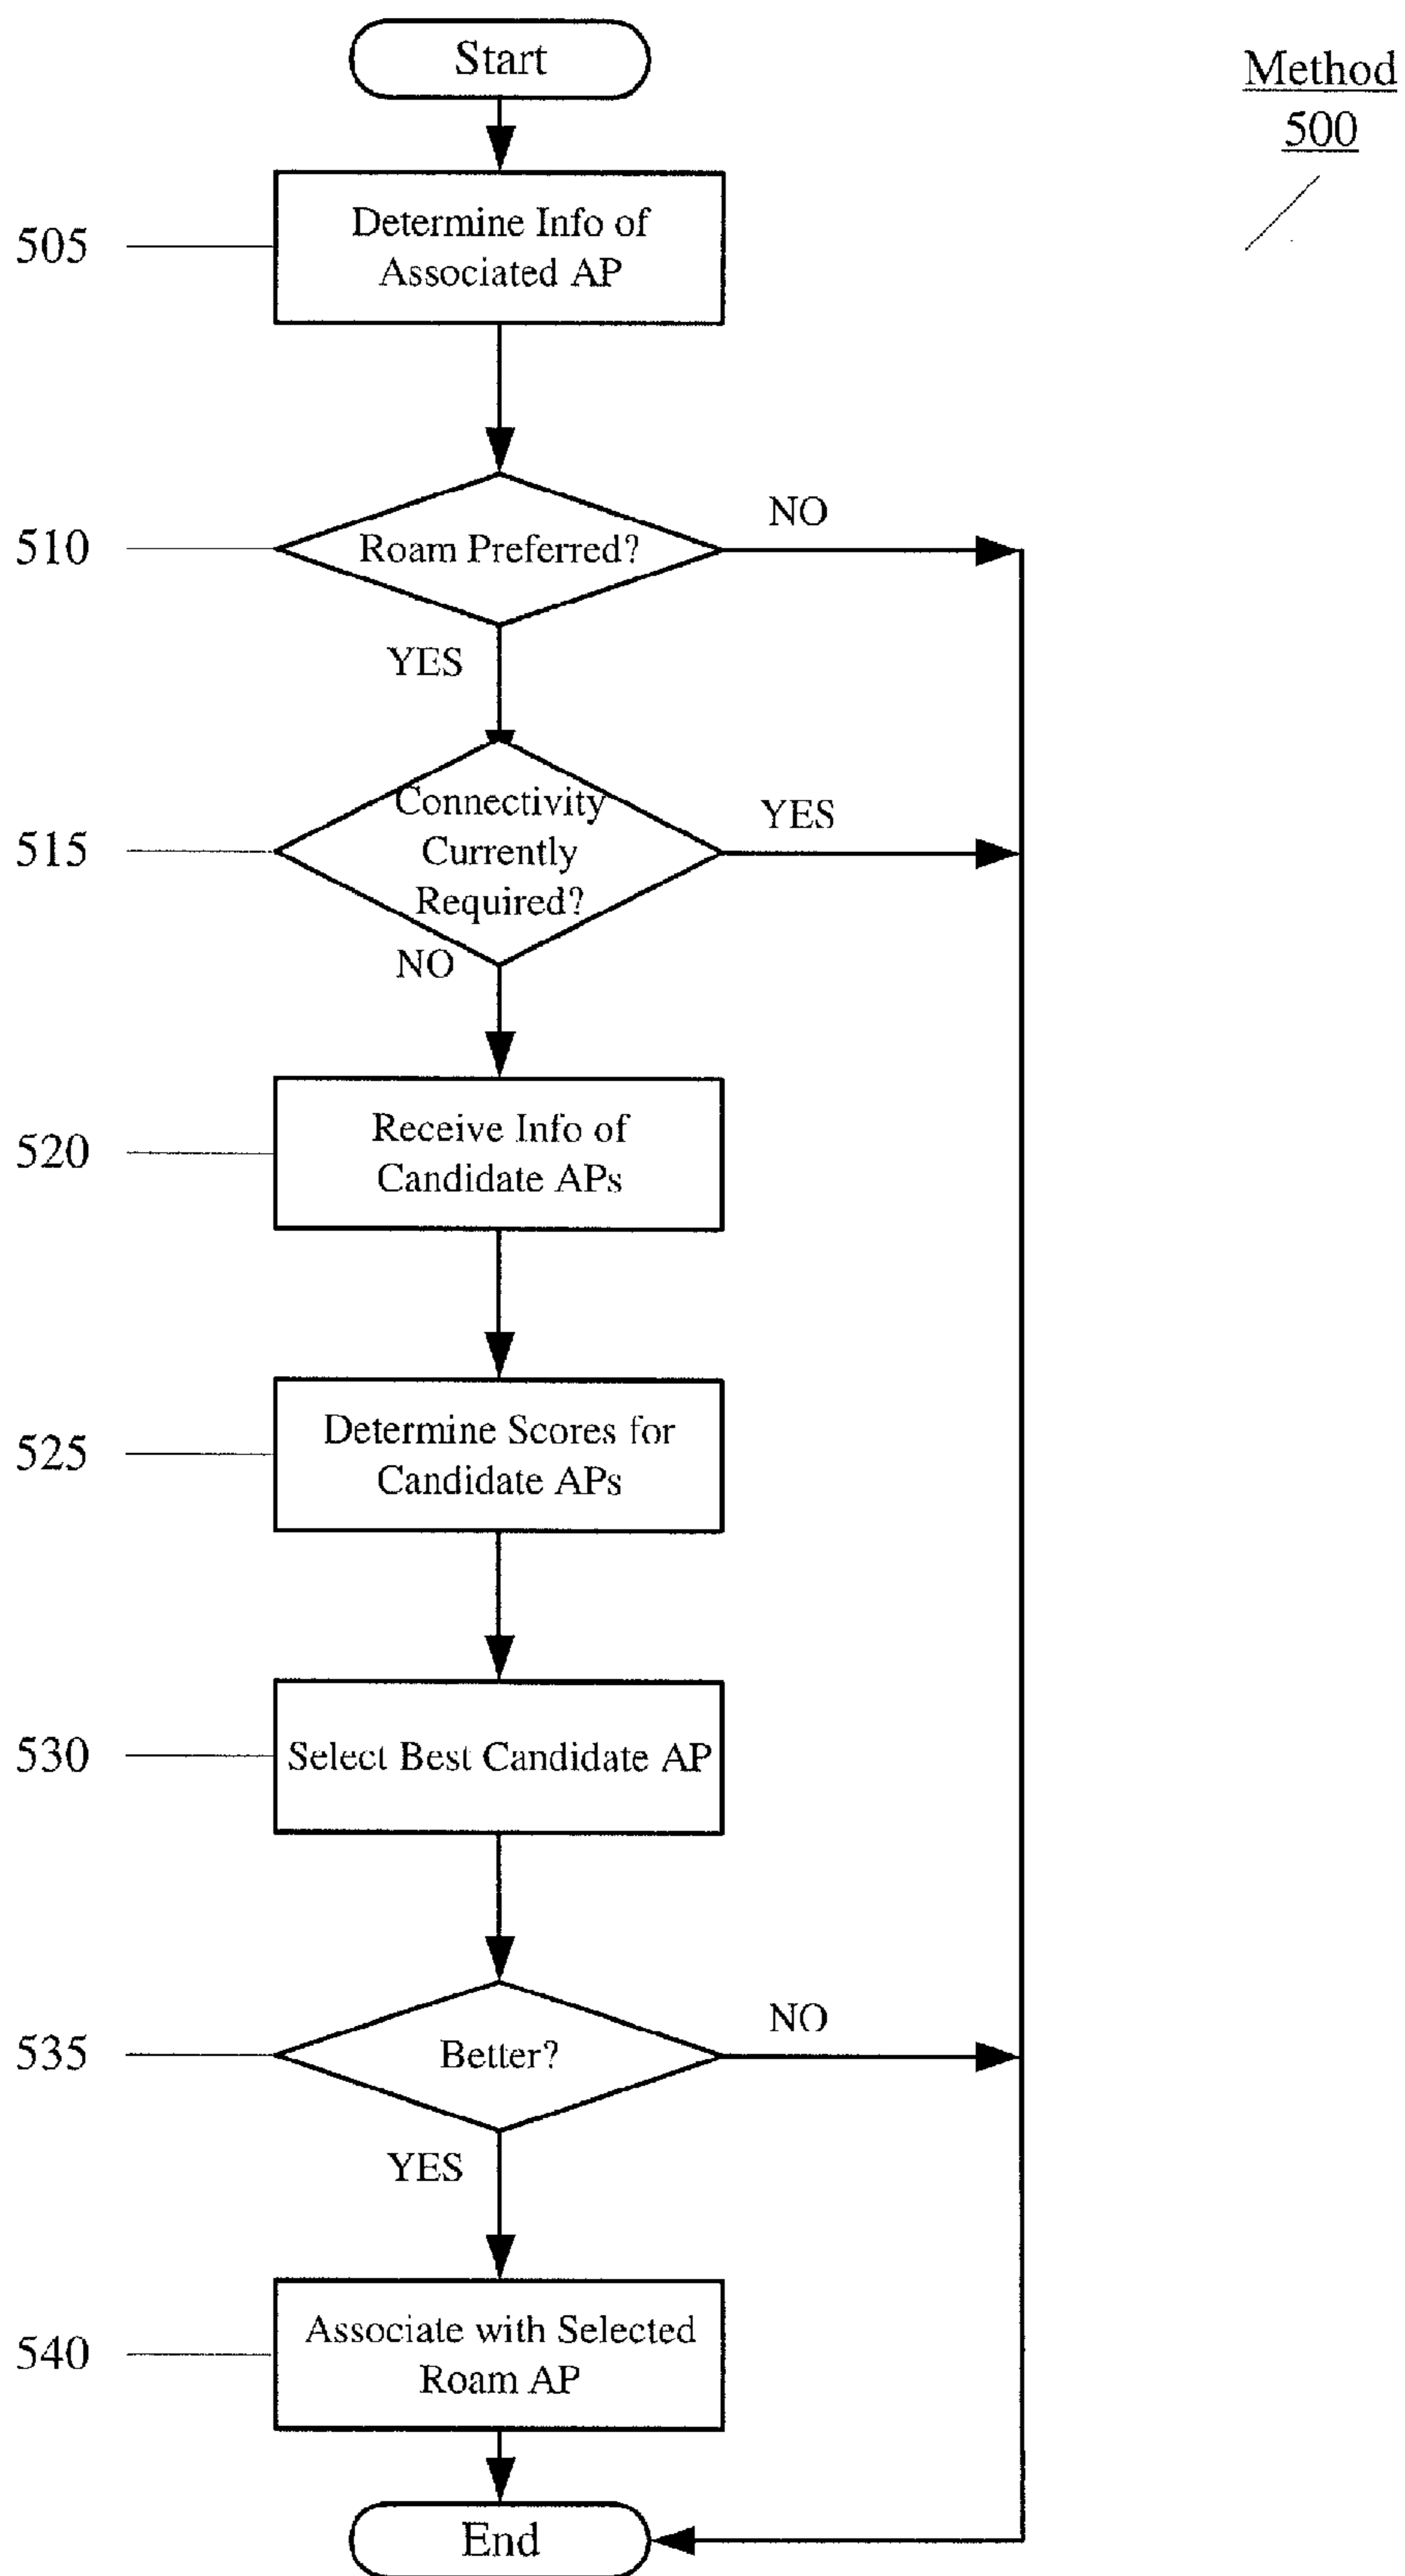 Start
Method
500
505
Determine Info of
Associated AP
510
Roam Preferred?
NO
YES
515
Connectivity
Currently
Required?
YES
NO
520
Receive Info of
Candidate APs
525
Determine Scores for
Candidate APs
530
Select Best Candidate AP
535
Better?
NO
YES
540
Associate with Selected
Roam AP
End